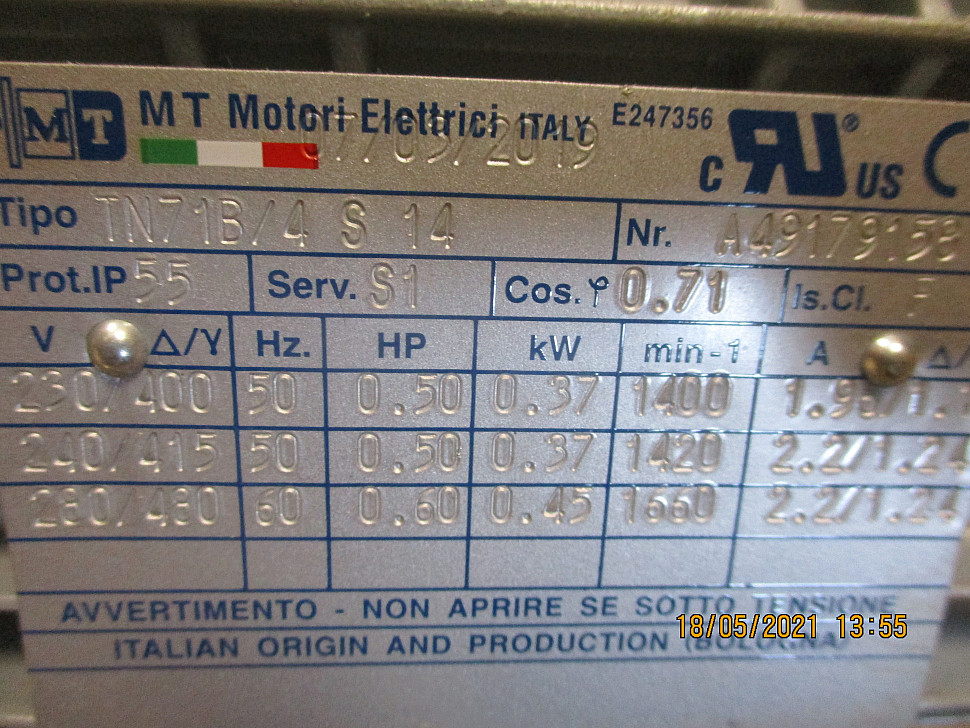 MT MT Motori Elettrici ITALY E247356
07/03/2019
C RU® US C
Tipo TN71B/4 S 14 Nr. A49179158
Prot.IP 55 Serv. S1 Cos.φ 0.71 Is.Cl. F
V Δ/Y Hz. HP kW min-1 A Δ/
230/400 50 0.50 0.37 1400
240/415 50 0.50 0.37 1420 2.2/1.24
280/480 60 0.60 0.45 1660 2.2/1.24
AVVERTIMENTO - NON APRIRE SE SOTTO TENSIONE
ITALIAN ORIGIN AND PRODUCTION (BOLOGNA)
18/05/2021 13:55